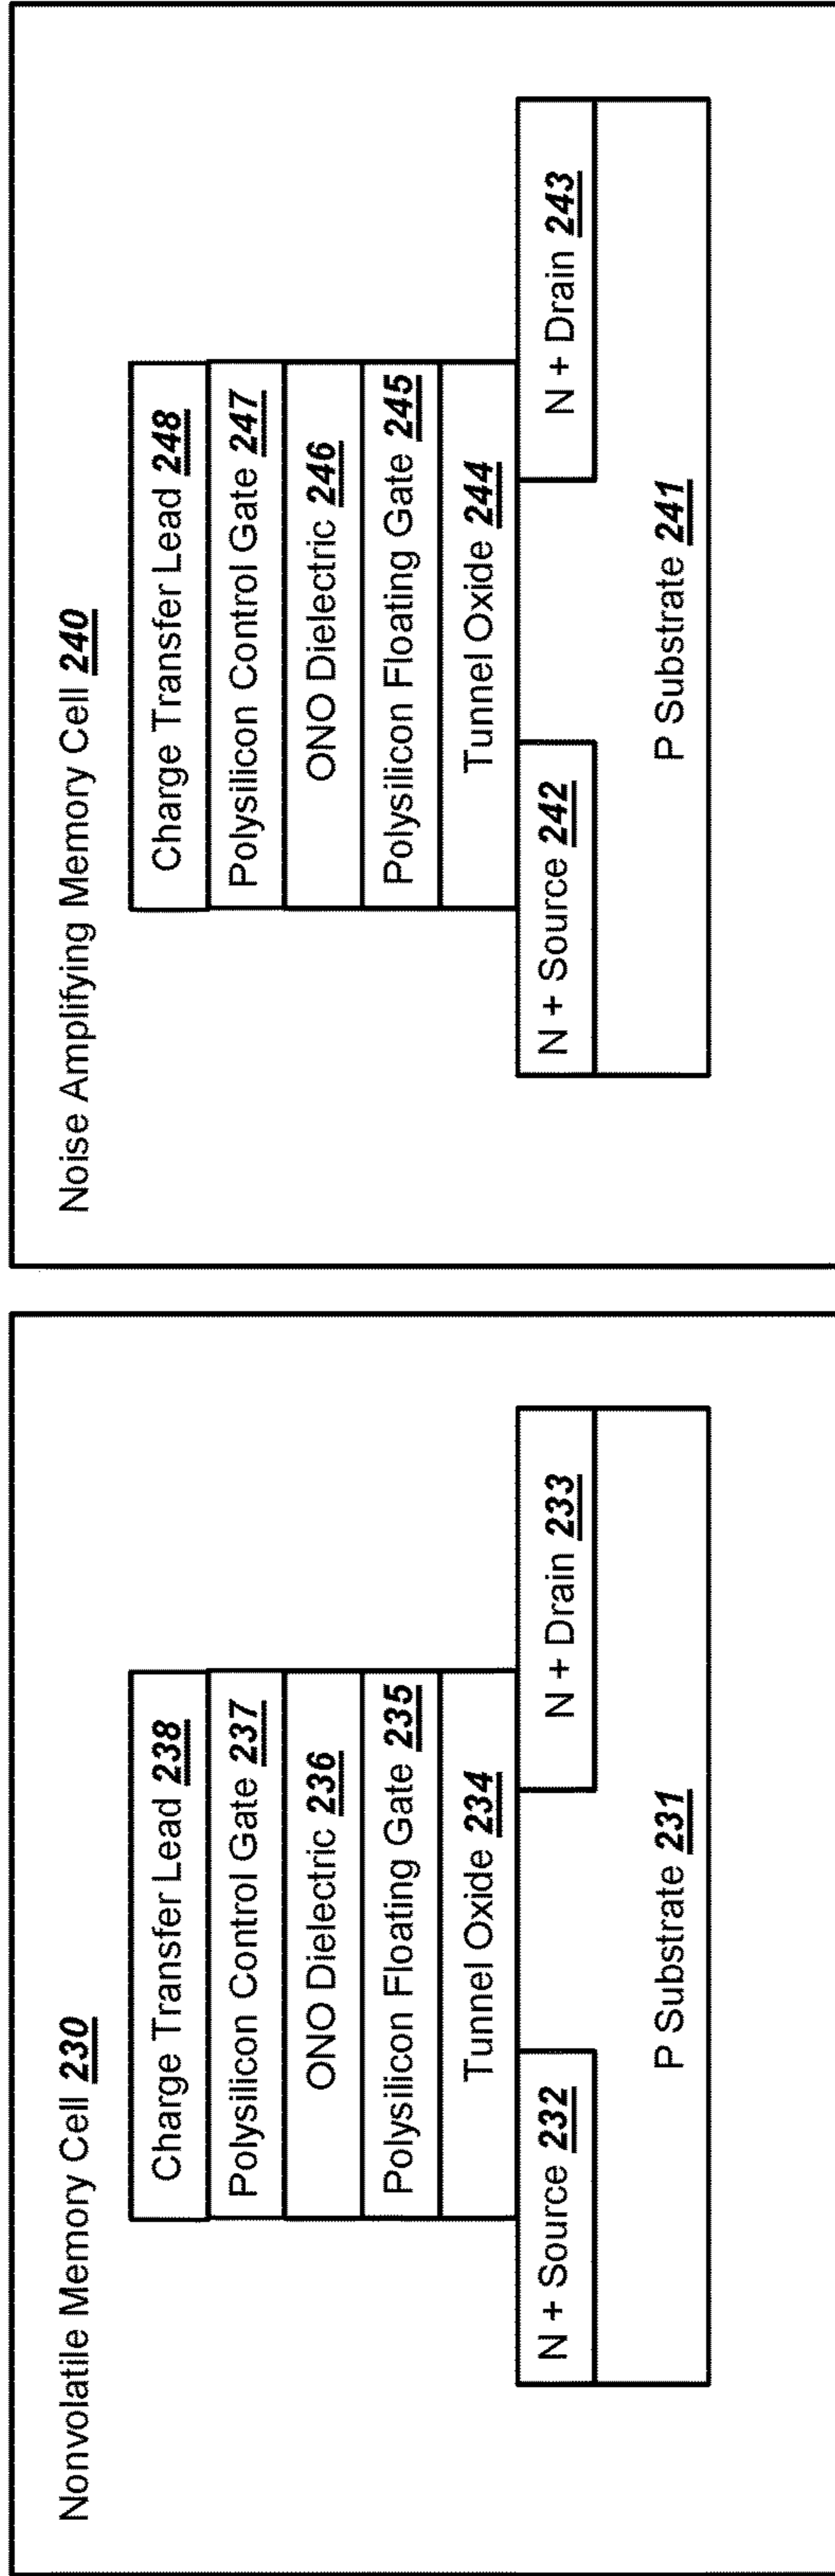 Nonvolatile Memory Cell 230
Charge Transfer Lead 238
Polysilicon Control Gate 237
ONO Dielectric 236
Polysilicon Floating Gate 235
Tunnel Oxide 234
N + Source 232
N + Drain 233
P Substrate 231
Noise Amplifying Memory Cell 240
Charge Transfer Lead 248
Polysilicon Control Gate 247
ONO Dielectric 246
Polysilicon Floating Gate 245
Tunnel Oxide 244
N + Source 242
N + Drain 243
P Substrate 241